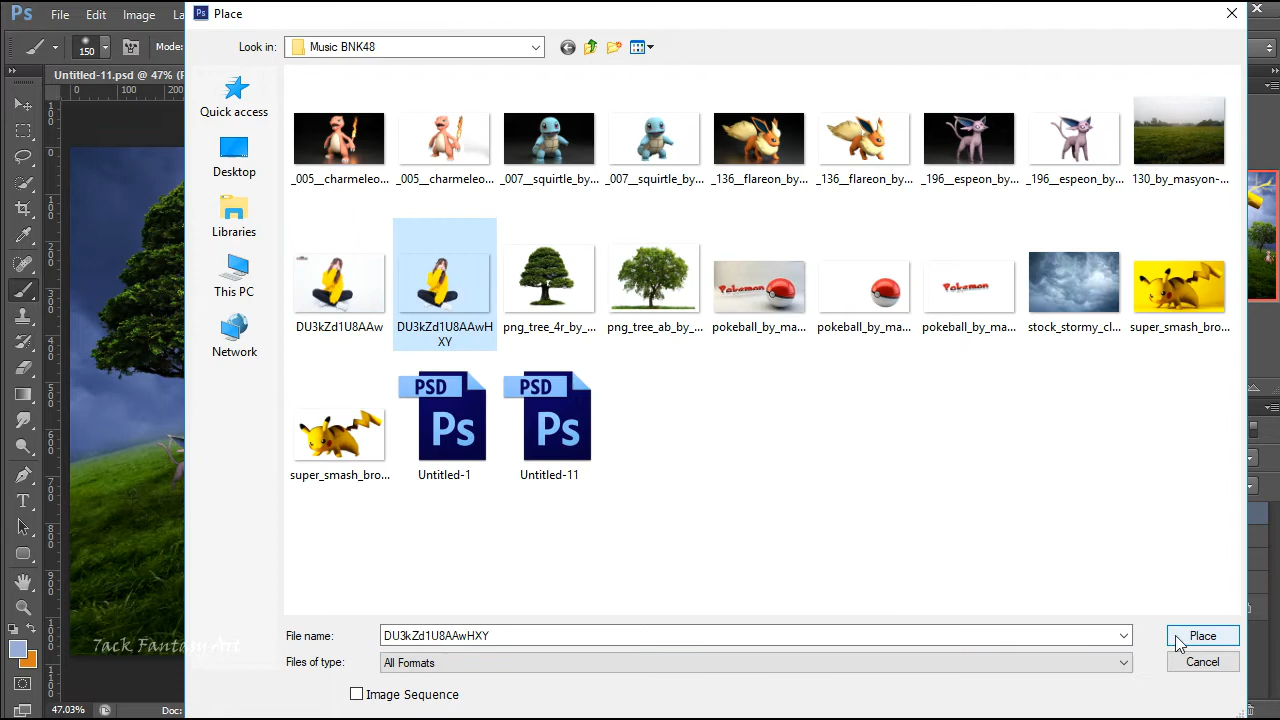 Ps
File
Edit
Image
La
Ps Place
150
Mode:
Look in:
Music BNK48
Untitled-11.psd @ 47% (R
0
100
200
Quick access
Desktop
Libraries
This PC
Network
_005__charmeleo...
_005__charmeleo...
_007__squirtle_by...
_007__squirtle_by...
_136__flareon_by...
_136__flareon_by...
_196__espeon_by...
_196__espeon_by...
130_by_masyon-...
DU3kZd1U8AAw
DU3kZd1U8AAwH
XY
png_tree_4r_by_...
png_tree_ab_by_...
pokeball_by_ma...
pokeball_by_ma...
pokeball_by_ma...
stock_stormy_cl...
super_smash_bro...
Pokemon
Pokemon
super_smash_bro...
PSD
Ps
Untitled-1
PSD
Ps
Untitled-11
File name:
DU3kZd1U8AAwHXY
Place
Files of type:
All Formats
Cancel
Image Sequence
7ack Fantasy Art
47.03%
Doc: